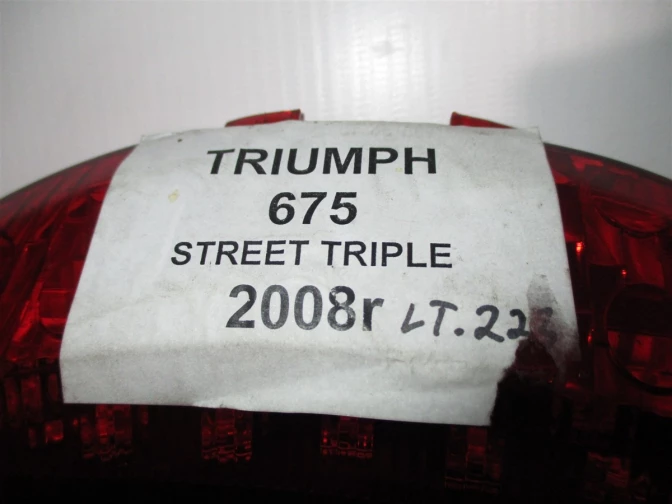 TRIUMPH
675
STREET TRIPLE
2008r LT.22